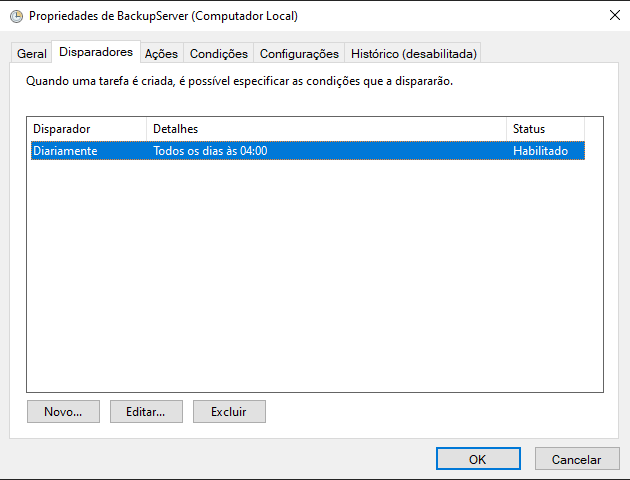 Propriedades de BackupServer (Computador Local)
Geral Disparadores Ações Condições Configurações Histórico (desabilitada)
Quando uma tarefa é criada, é possível especificar as condições que a dispararão.
Disparador Detalhes Status
Diariamente Todos os dias às 04:00 Habilitado
Novo... Editar... Excluir
OK Cancelar